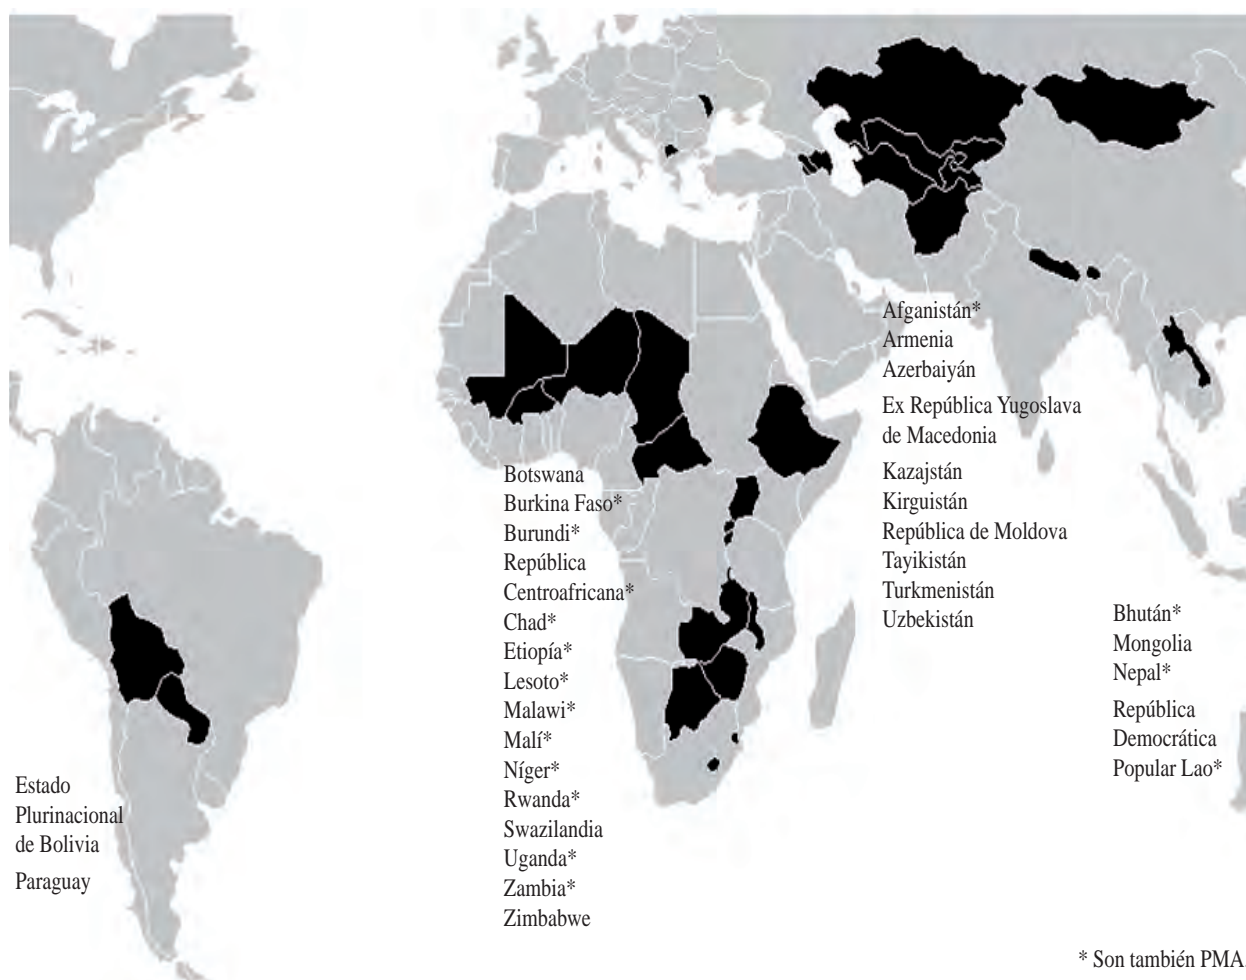 Estado
Plurinacional
de Bolivia
Paraguay
Botswana
Burkina Faso*
Burundi*
República
Centroafricana*
Chad*
Etiopía*
Lesoto*
Malawi*
Malí*
Níger*
Rwanda*
Swazilandia
Uganda*
Zambia*
Zimbabwe
Afganistán*
Armenia
Azerbaiyán
Ex República Yugoslava
de Macedonia
Kazajstán
Kirguistán
República de Moldova
Tayikistán
Turkmenistán
Uzbekistán
Bhután*
Mongolia
Nepal*
República
Democrática
Popular Lao*
* Son también PMA